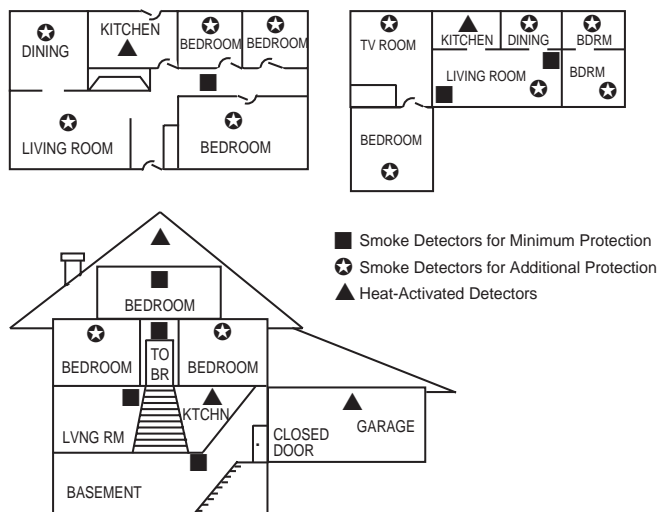 KITCHEN
DINING
BEDROOM
BEDROOM
LIVING ROOM
BEDROOM
TV ROOM
KITCHEN
DINING
BDRM
LIVING ROOM
BDRM
BEDROOM
Smoke Detectors for Minimum Protection
Smoke Detectors for Additional Protection
Heat-Activated Detectors
BEDROOM
BEDROOM
TO
BR
BEDROOM
LVNG RM
KTCHN
CLOSED
DOOR
GARAGE
BASEMENT